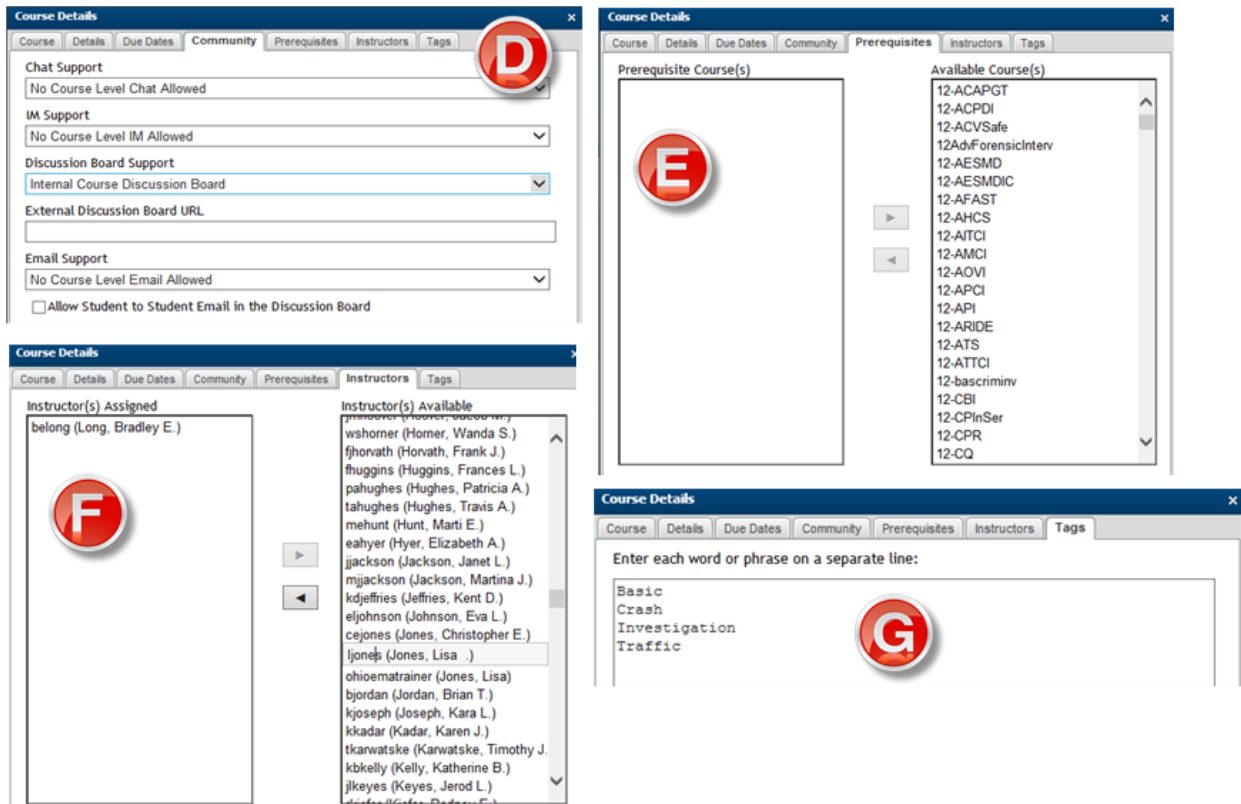 Course Details
Course Details Due Dates Community Prerequisites Instructors Tags
D
Chat Support
No Course Level Chat Allowed
IM Support
No Course Level IM Allowed
Discussion Board Support
Internal Course Discussion Board
External Discussion Board URL
Email Support
No Course Level Email Allowed
Allow Student to Student Email in the Discussion Board
Course Details
Course Details Due Dates Community Prerequisites Instructors Tags
Prerequisite Course(s)
E
Available Course(s)
12-ACAPGT
12-ACPDI
12-ACVSafe
12AdvForensicInterv
12-AESMD
12-AESMDIC
12-AFAST
12-AHCS
12-AITCI
12-AMCI
12-AOVI
12-APCI
12-API
12-ARIDE
12-ATS
12-ATTCI
12-bascriminv
12-CBI
12-CPInSer
12-CPR
12-CQ
Course Details
Course Details Due Dates Community Prerequisites Instructors Tags
Instructor(s) Assigned
belong (Long, Bradley E.)
F
Instructor(s) Available
wshorner (Horner, Wanda S.)
fjhorvath (Horvath, Frank J.)
fhuggins (Huggins, Frances L.)
pahughes (Hughes, Patricia A.)
tahughes (Hughes, Travis A.)
mehunt (Hunt, Marti E.)
eahyer (Hyer, Elizabeth A.)
jjackson (Jackson, Janet L.)
mjjackson (Jackson, Martina J.)
kdjeffries (Jeffries, Kent D.)
eljohnson (Johnson, Eva L.)
cejones (Jones, Christopher E.)
ljones (Jones, Lisa .)
ohioematrainer (Jones, Lisa)
bjordan (Jordan, Brian T.)
kjoseph (Joseph, Kara L.)
kkadar (Kadar, Karen J.)
tkarwatske (Karwatske, Timothy J.
kbkelly (Kelly, Katherine B.)
jlkeyes (Keyes, Jerod L.)
Course Details
Course Details Due Dates Community Prerequisites Instructors Tags
Enter each word or phrase on a separate line:
Basic
Crash
Investigation
Traffic
G